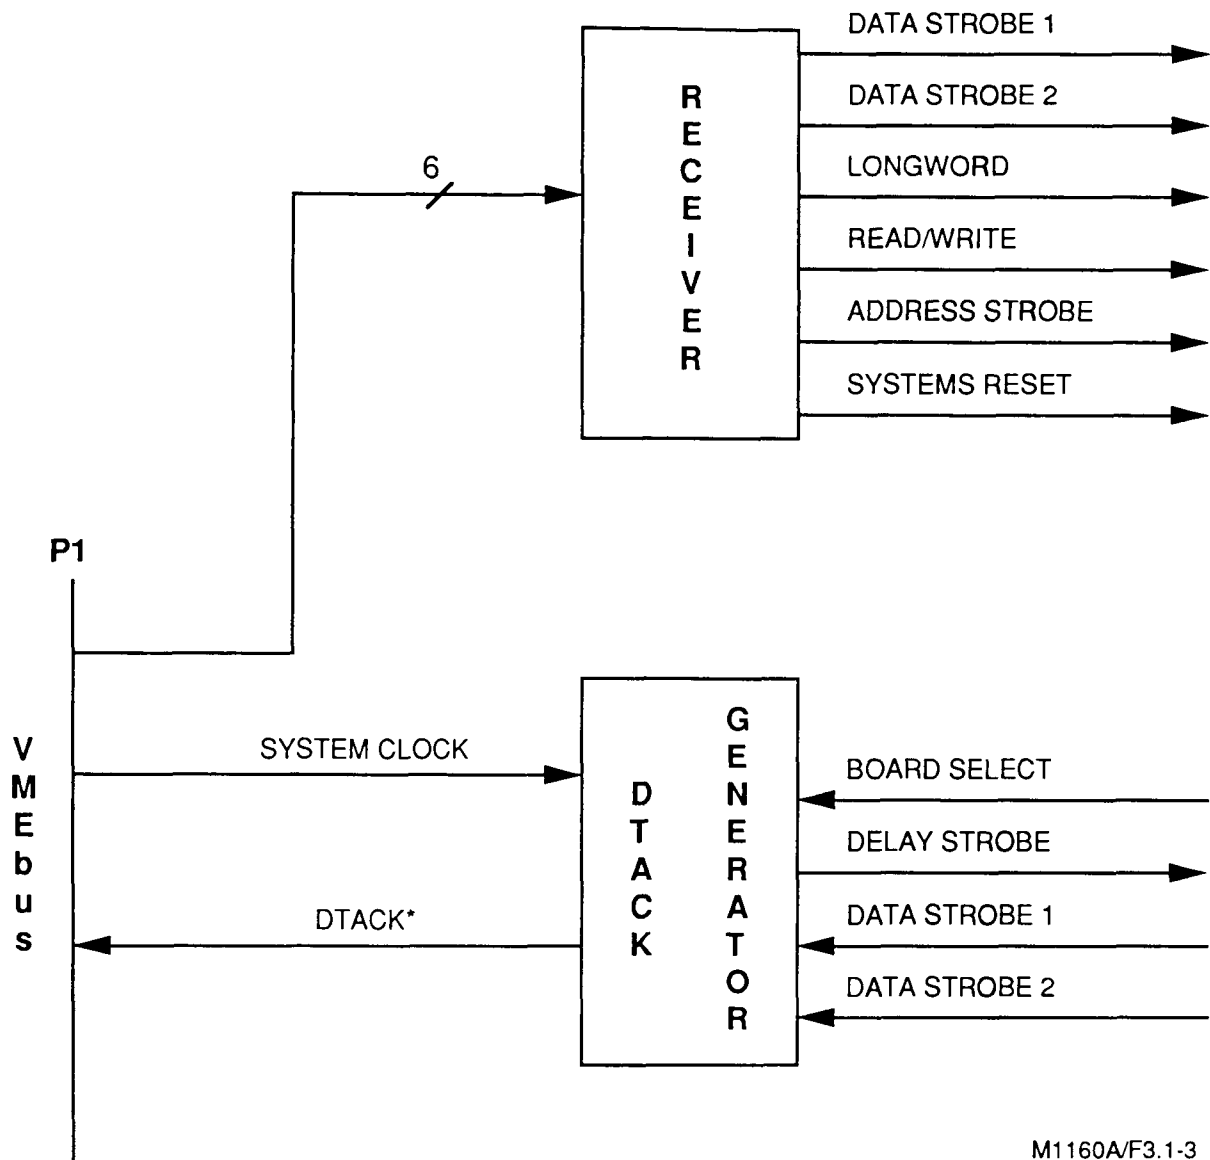 DATA STROBE 1
DATA STROBE 2
LONGWORD
READ/WRITE
ADDRESS STROBE
SYSTEMS RESET
RECEIVER
6
P1
VMEbus
SYSTEM CLOCK
DTACK*
DTACK
GENERATOR
BOARD SELECT
DELAY STROBE
DATA STROBE 1
DATA STROBE 2
M1160A/F3.1-3